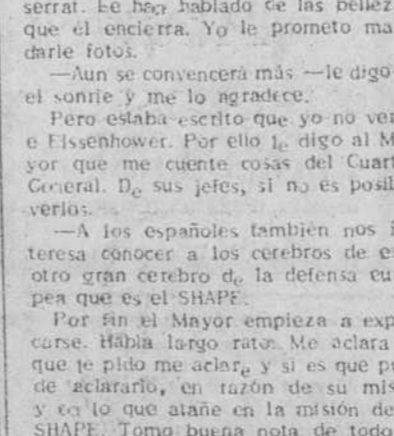 serrat. Le han hablado de las bellez
que él encierra. Yo le prometo ma
darle fotos.
—Aun se convencerá más —le digo
el sonríe y me lo agradece.
Pero estaba escrito que yo no ver
e Eissenhower. Por ello le digo al M
yor que me cuente cosas del Cuart
General. De sus jefes, si no es posil
verlos.
—A los españoles también nos i
teresa conocer a los cerebros de e
otro gran cerebro de la defensa eu
pea que es el SHAPE.
Por fin el Mayor empieza a exp
carse. Habla largo rato. Me aclara
que le pido me aclare y si es que pu
de aclararlo, en razón de su mis
y en lo que atañe en la misión de
SHAPE. Tomo buena nota de todo